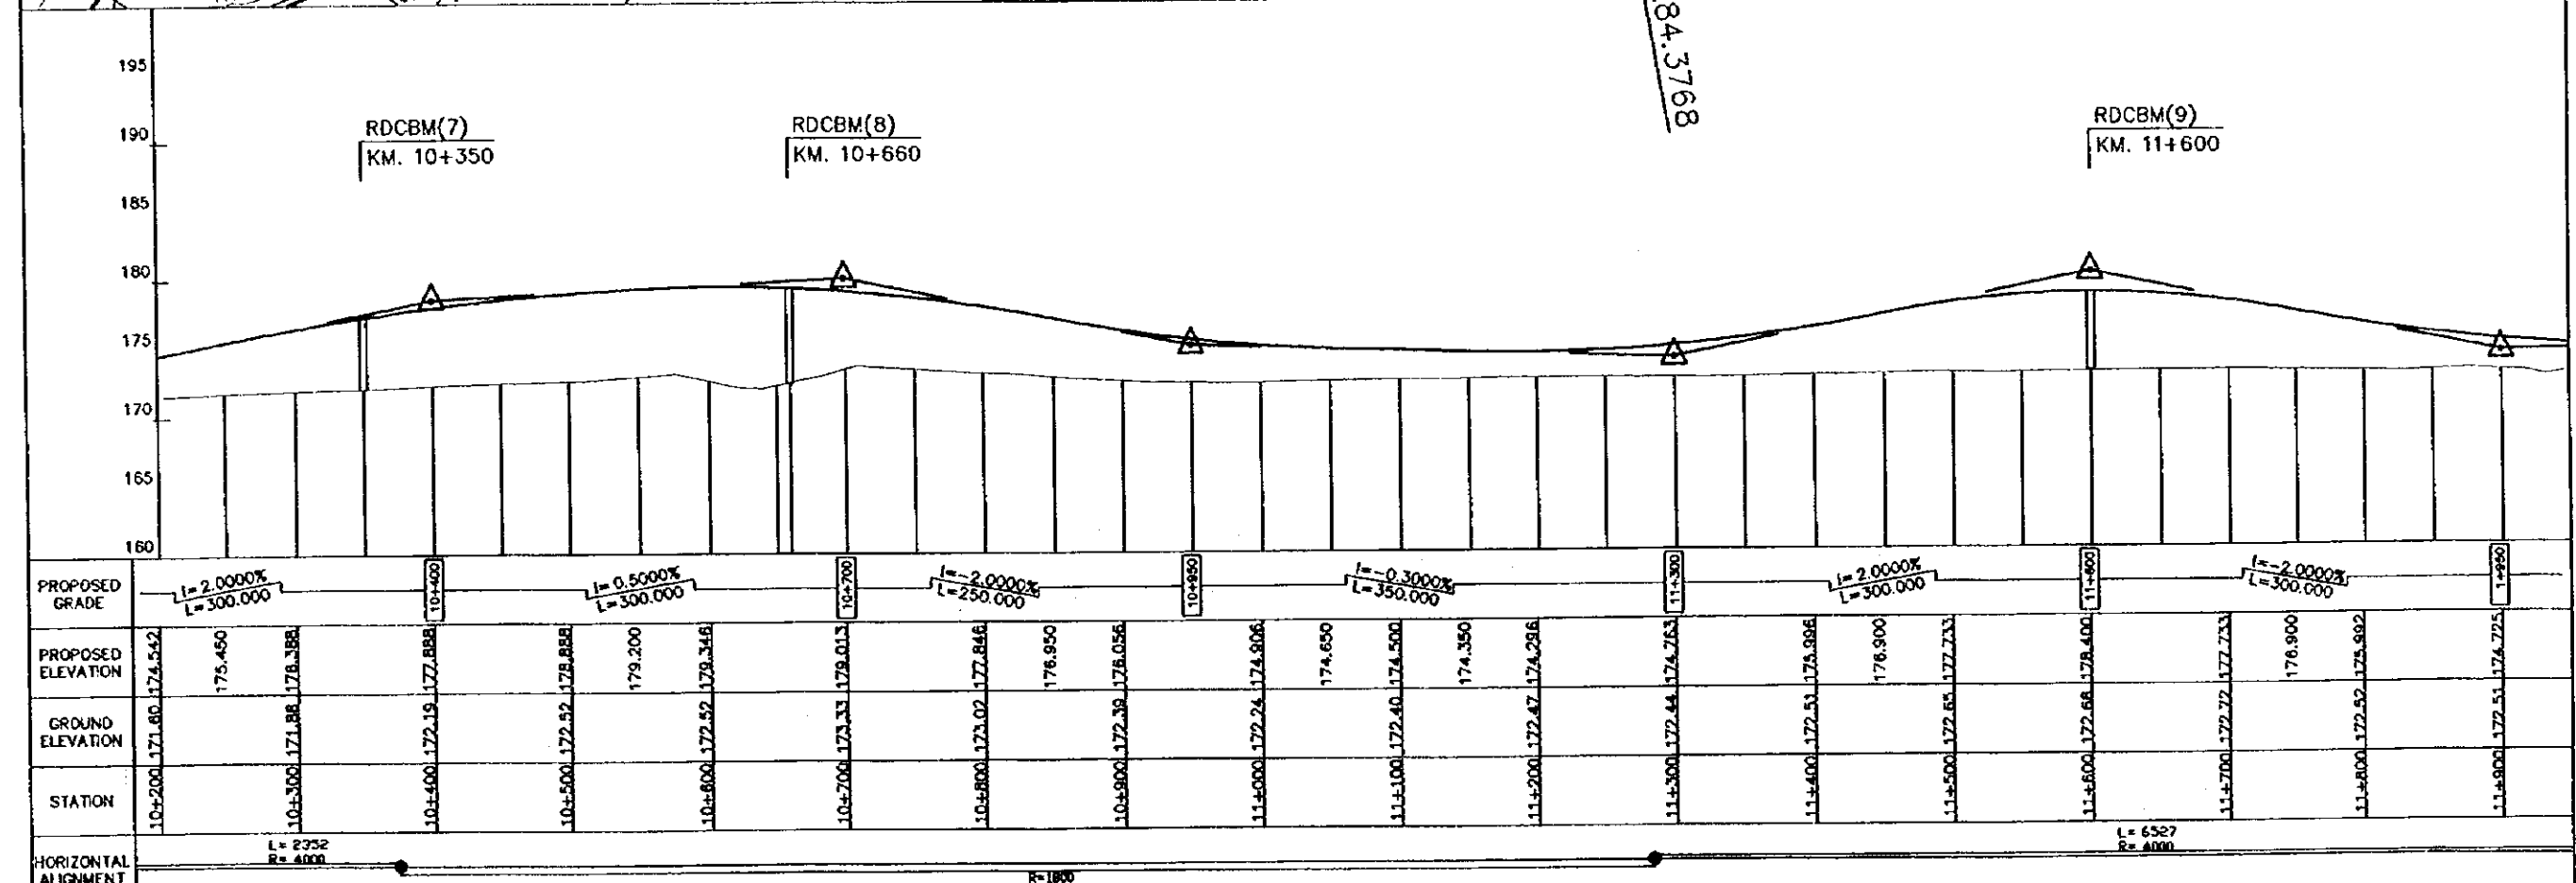 284.3768
195
190
185
180
175
170
165
160
RDCBM(7)
KM. 10+350
RDCBM(8)
KM. 10+660
RDCBM(9)
KM. 11+600
PROPOSED
GRADE
I=2.0000%
L=300.000
10+400
I=0.5000%
L=300.000
10+700
I=-2.0000%
L=250.000
10+950
I=-0.3000%
L=350.000
11+300
I=2.0000%
L=300.000
11+600
I=-2.0000%
L=300.000
PROPOSED
ELEVATION
174.542 175.450 176.388 177.888 178.888 179.200 179.346 179.013 177.846 176.950 176.056 174.906 174.650 174.500 174.350 174.296 174.763 175.996 176.900 177.733 178.400 177.733 176.900 175.992 174.725
GROUND
ELEVATION
171.60 171.88 172.19 172.52 172.52 173.33 173.02 172.39 172.24 172.40 172.47 172.44 172.51 172.65 172.68 172.72 172.52 172.51
STATION
10+200 10+300 10+400 10+500 10+600 10+700 10+800 10+900 11+000 11+100 11+200 11+300 11+400 11+500 11+600 11+700 11+800 11+900
HORIZONTAL
ALIGNMENT
L= 2352
R= 4000
R=1800
L= 6527
R= 4000